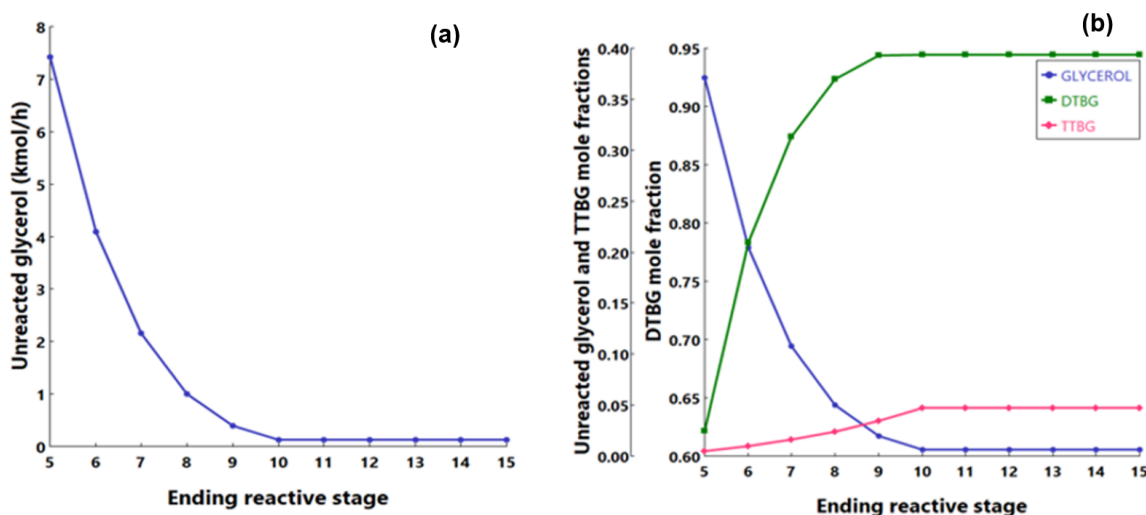 (a)
Unreacted glycerol (kmol/h)
8
7
6
5
4
3
2
1
0
5 6 7 8 9 10 11 12 13 14 15
Ending reactive stage
(b)
Unreacted glycerol and TTBG mole fractions
0.40
0.35
0.30
0.25
0.20
0.15
0.10
0.05
0.00
DTBG mole fraction
0.95
0.90
0.85
0.80
0.75
0.70
0.65
0.60
GLYCEROL
DTBG
TTBG
5 6 7 8 9 10 11 12 13 14 15
Ending reactive stage